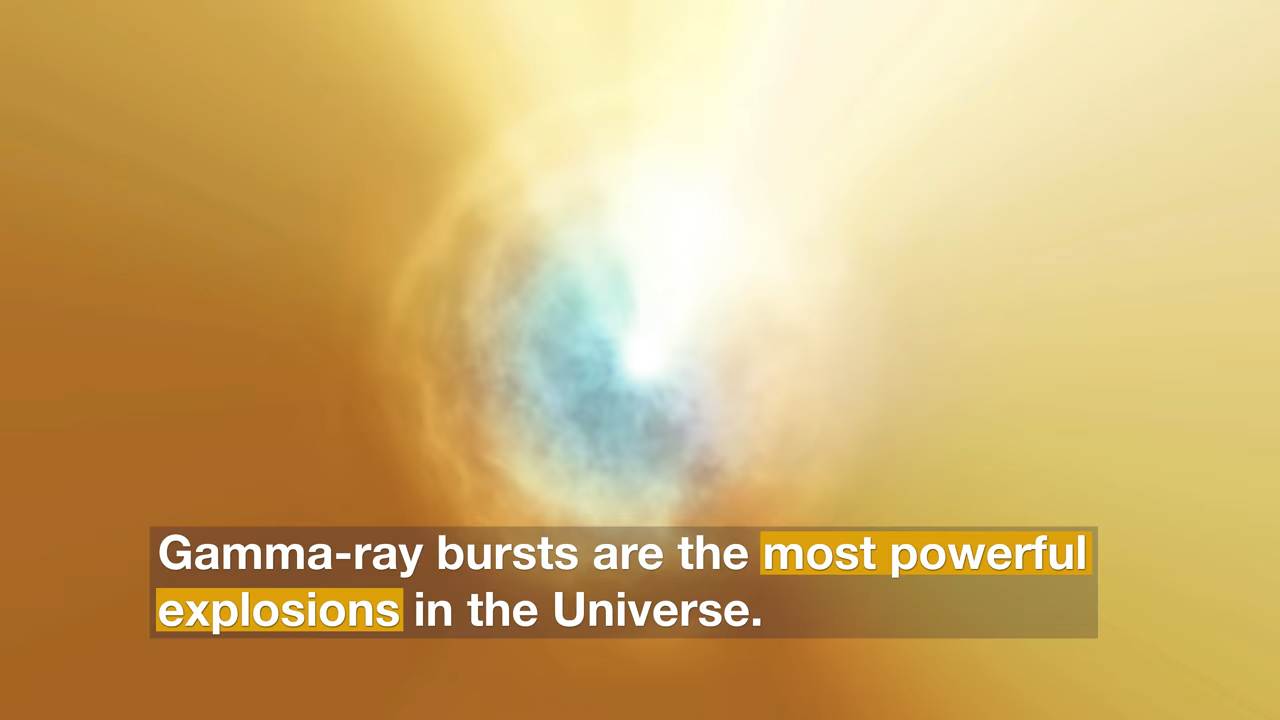 Gamma-ray bursts are the most powerful
explosions in the Universe.